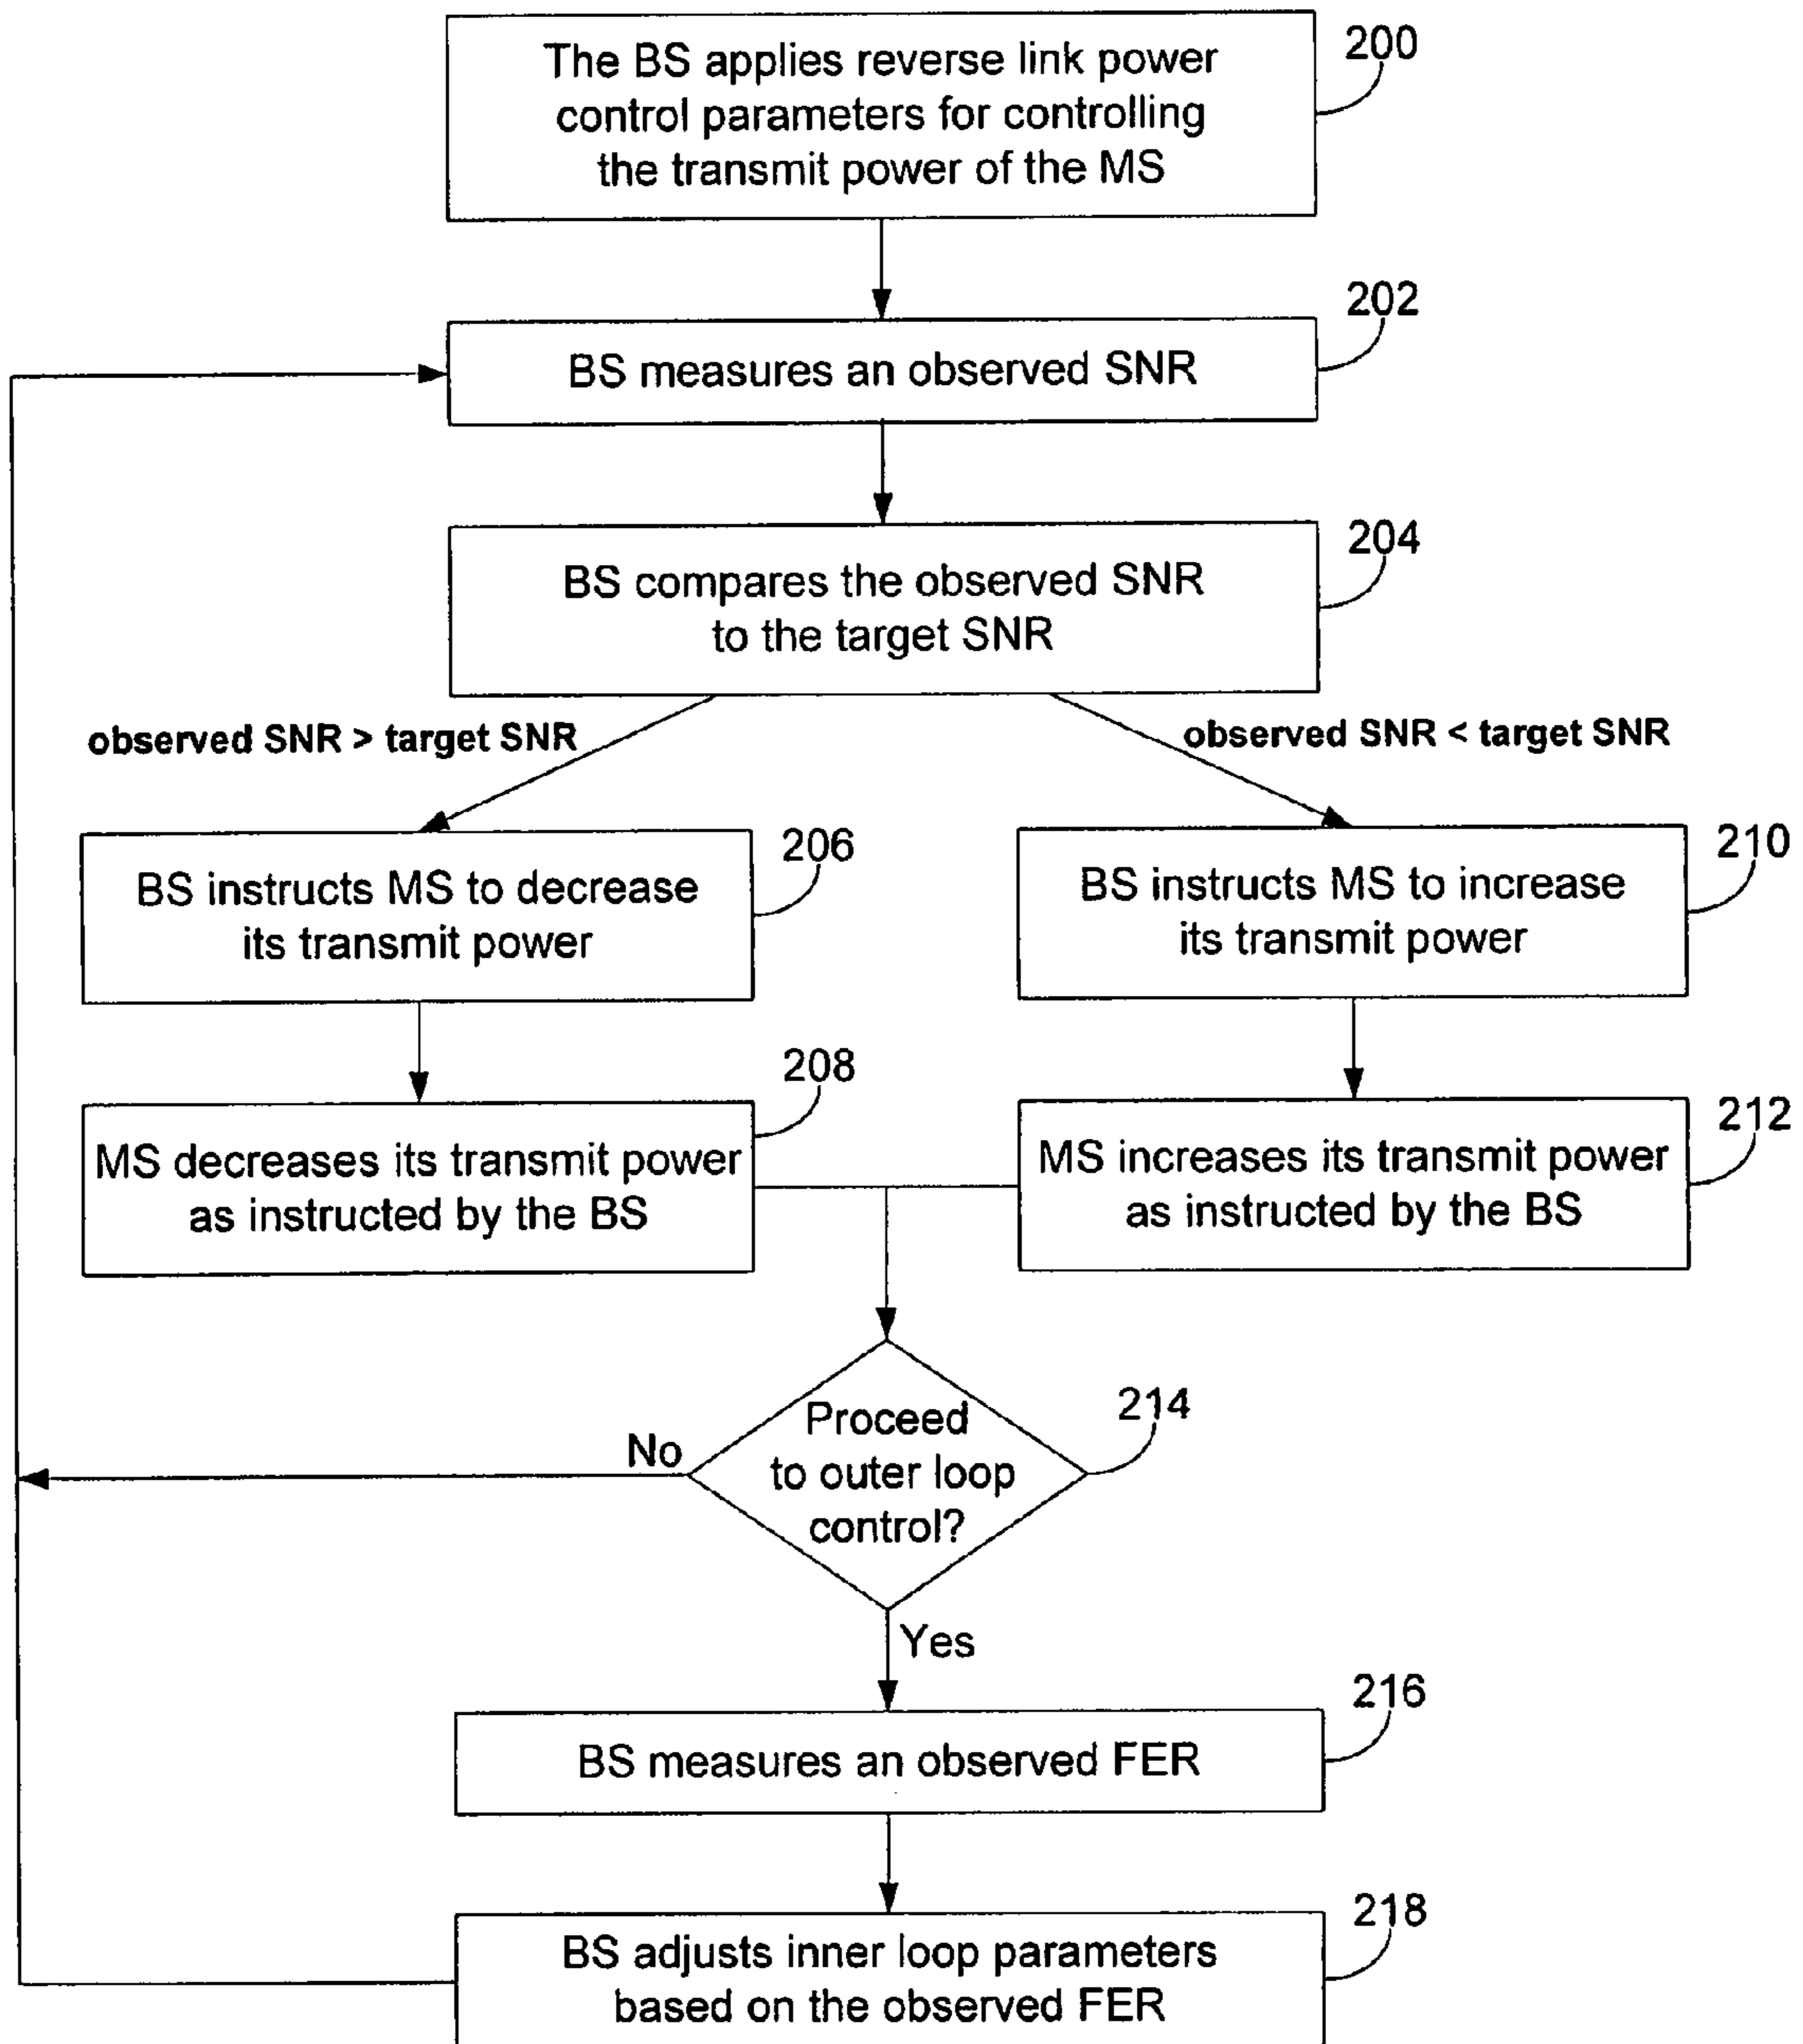 The BS applies reverse link power
control parameters for controlling
the transmit power of the MS
200
BS measures an observed SNR
202
BS compares the observed SNR
to the target SNR
204
observed SNR > target SNR
observed SNR < target SNR
BS instructs MS to decrease
its transmit power
206
BS instructs MS to increase
its transmit power
210
MS decreases its transmit power
as instructed by the BS
208
MS increases its transmit power
as instructed by the BS
212
Proceed
to outer loop
control?
214
No
Yes
BS measures an observed FER
216
BS adjusts inner loop parameters
based on the observed FER
218